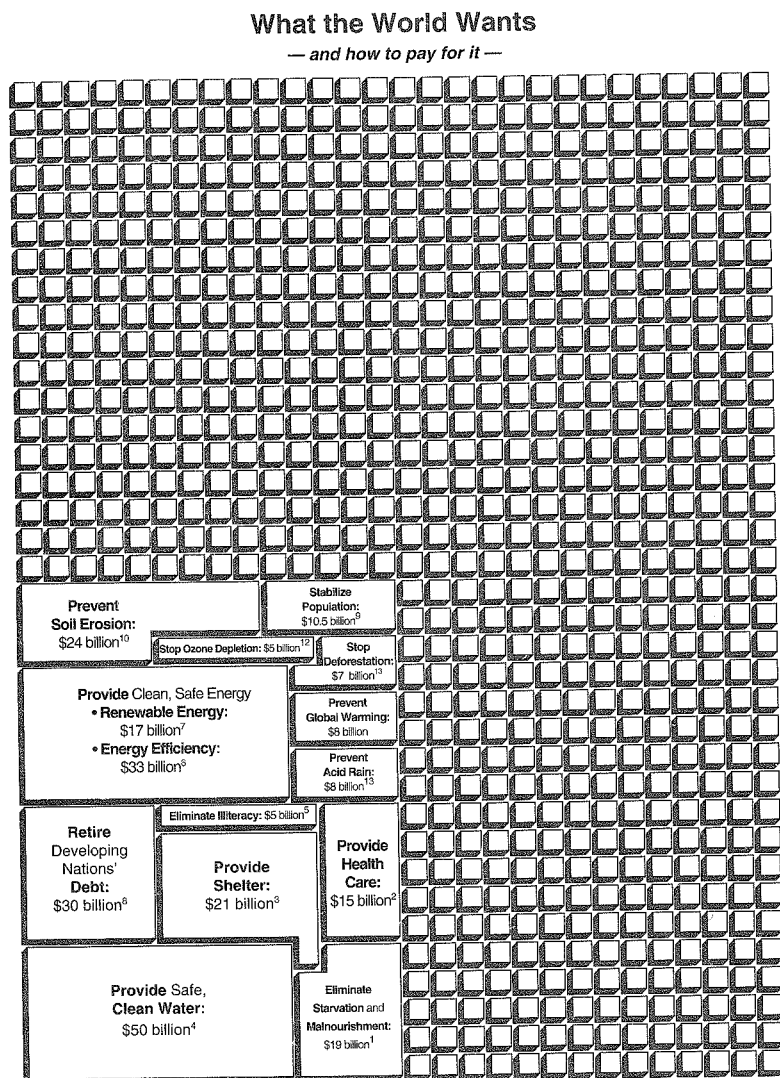 What the World Wants
— and how to pay for it —
Prevent
Soil Erosion:
$24 billion10
Stabilize
Population:
$10.5 billion9
Stop Ozone Depletion: $5 billion12
Stop
Deforestation:
$7 billion13
Provide Clean, Safe Energy
• Renewable Energy:
$17 billion7
• Energy Efficiency:
$33 billion6
Prevent
Global Warming:
$8 billion
Prevent
Acid Rain:
$8 billion13
Retire
Developing
Nations'
Debt:
$30 billion8
Eliminate Illiteracy: $5 billion5
Provide
Shelter:
$21 billion3
Provide
Health
Care:
$15 billion2
Provide Safe,
Clean Water:
$50 billion4
Eliminate
Starvation and
Malnourishment:
$19 billion1